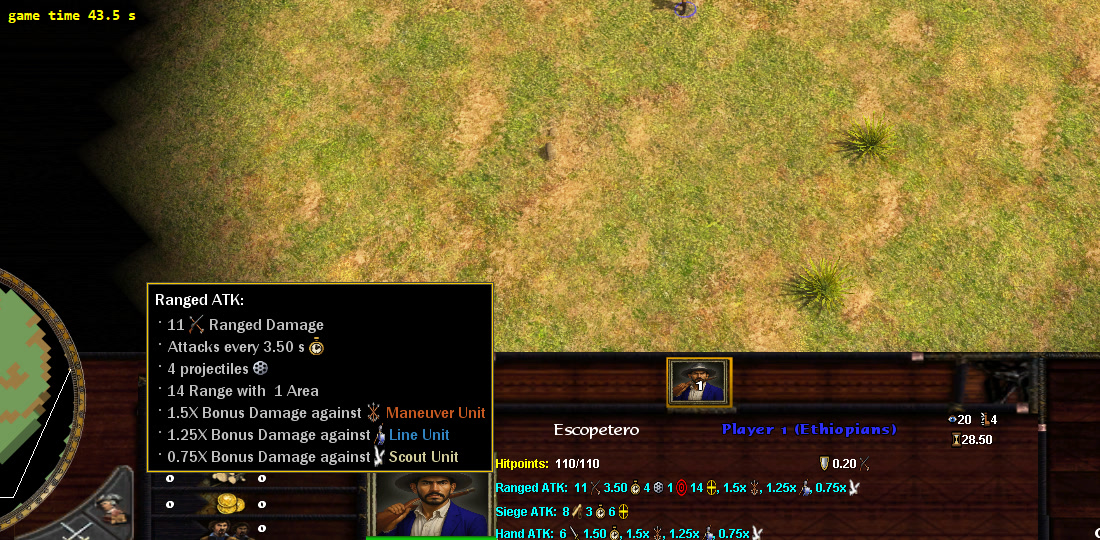 game time 43.5 s
Ranged ATK:
· 11 Ranged Damage
· Attacks every 3.50 s
· 4 projectiles
· 14 Range with 1 Area
· 1.5X Bonus Damage against Maneuver Unit
· 1.25X Bonus Damage against Line Unit
· 0.75X Bonus Damage against Scout Unit
0 0
0
0
1
Escopetero
Player 1 (Ethiopians)
20 4
28.50
Hitpoints: 110/110
0.20
Ranged ATK: 11 3.50 4 1 14 , 1.5x , 1.25x 0.75x
Siege ATK: 8 3 6
Hand ATK: 6 1.50 , 1.5x , 1.25x , 0.75x